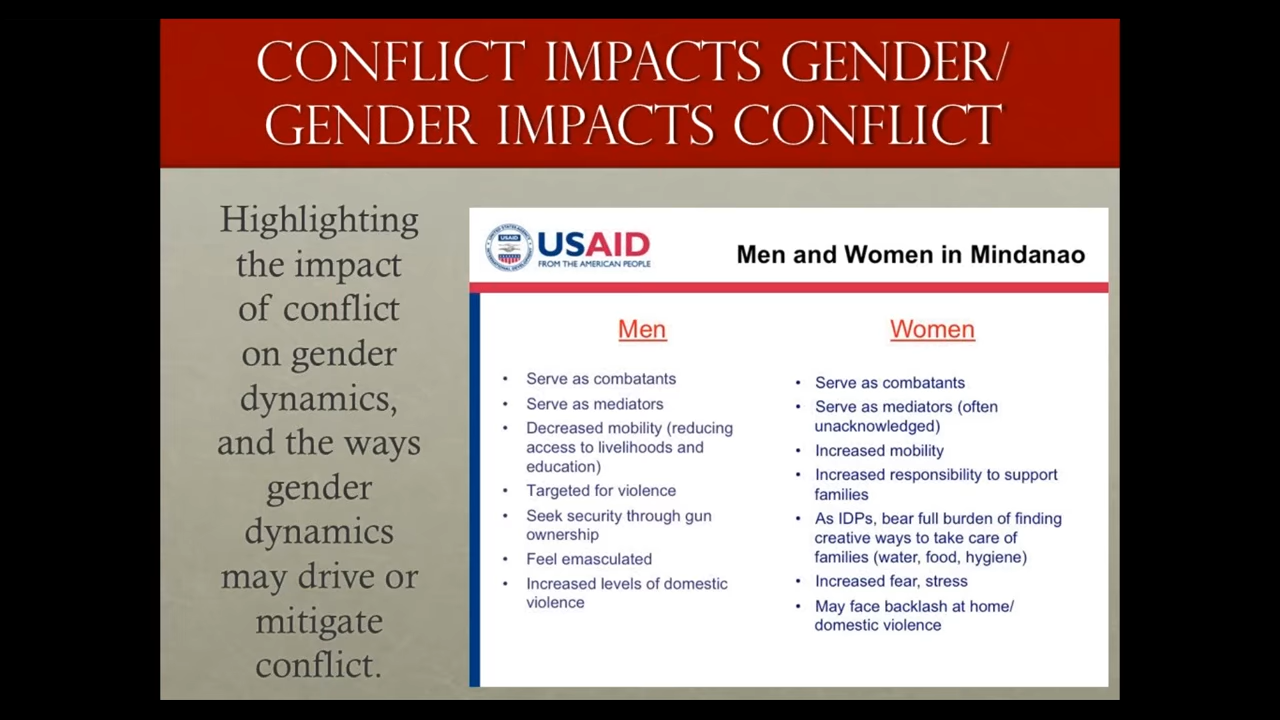 CONFLICT IMPACTS GENDER/
GENDER IMPACTS CONFLICT
Highlighting
the impact
of conflict
on gender
dynamics,
and the ways
gender
dynamics
may drive or
mitigate
conflict.
USAID
USAID
FROM THE AMERICAN PEOPLE
Men and Women in Mindanao
Men
• Serve as combatants
• Serve as mediators
• Decreased mobility (reducing
access to livelihoods and
education)
• Targeted for violence
• Seek security through gun
ownership
• Feel emasculated
• Increased levels of domestic
violence
Women
• Serve as combatants
• Serve as mediators (often
unacknowledged)
• Increased mobility
• Increased responsibility to support
families
• As IDPs, bear full burden of finding
creative ways to take care of
families (water, food, hygiene)
• Increased fear, stress
• May face backlash at home/
domestic violence